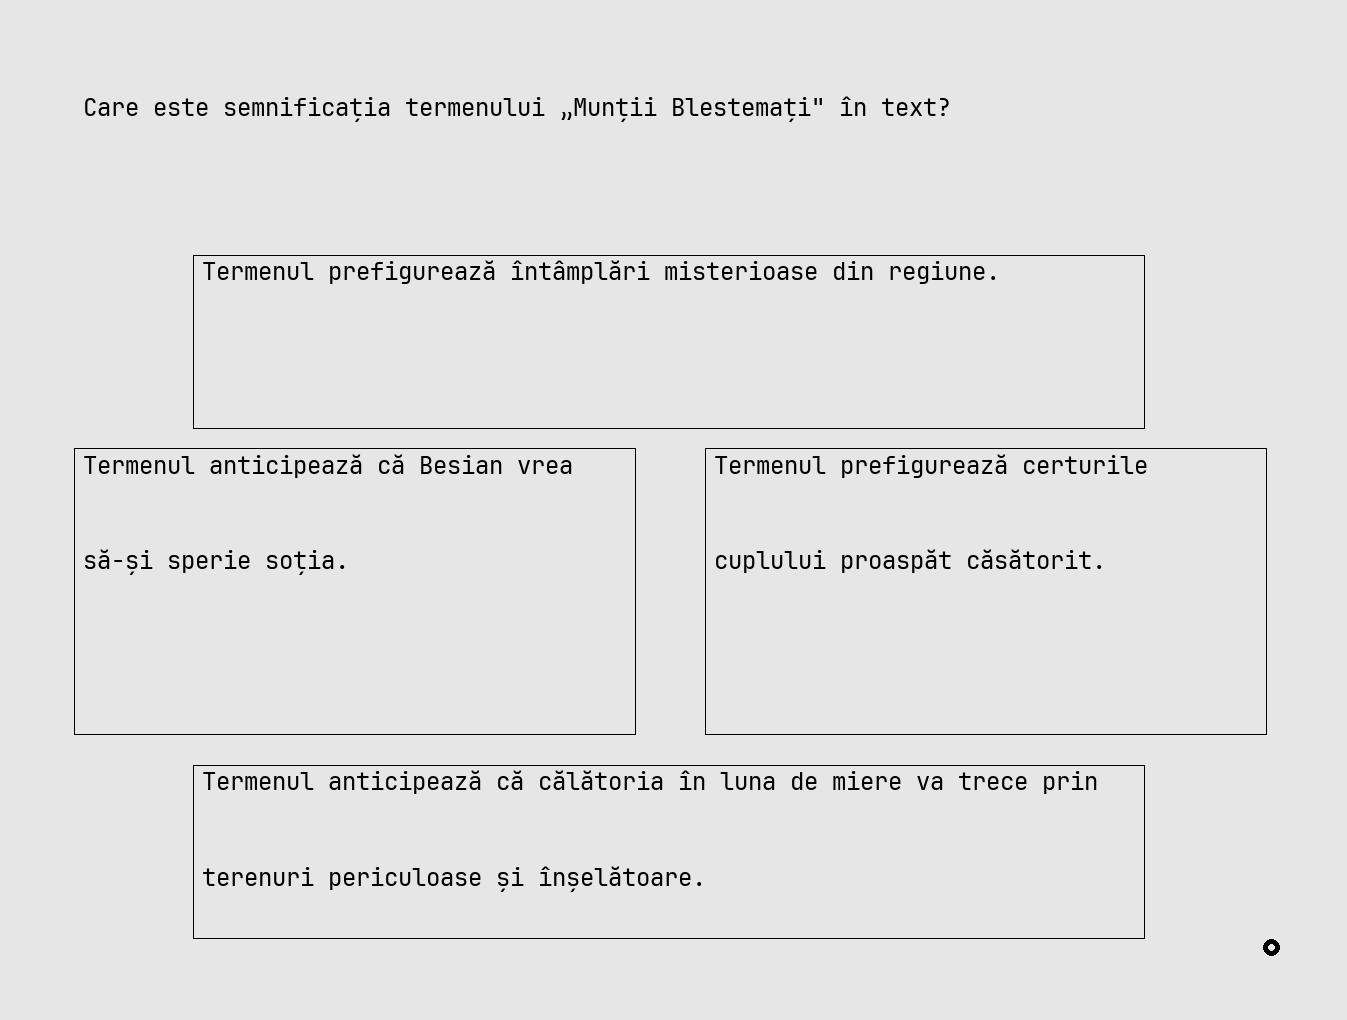 Care este semnificația termenului „Munții Blestemați" în text?
Termenul prefigurează întâmplări misterioase din regiune.
Termenul anticipează că Besian vrea
să-și sperie soția.
Termenul prefigurează certurile
cuplului proaspăt căsătorit.
Termenul anticipează că călătoria în luna de miere va trece prin
terenuri periculoase și înșelătoare.